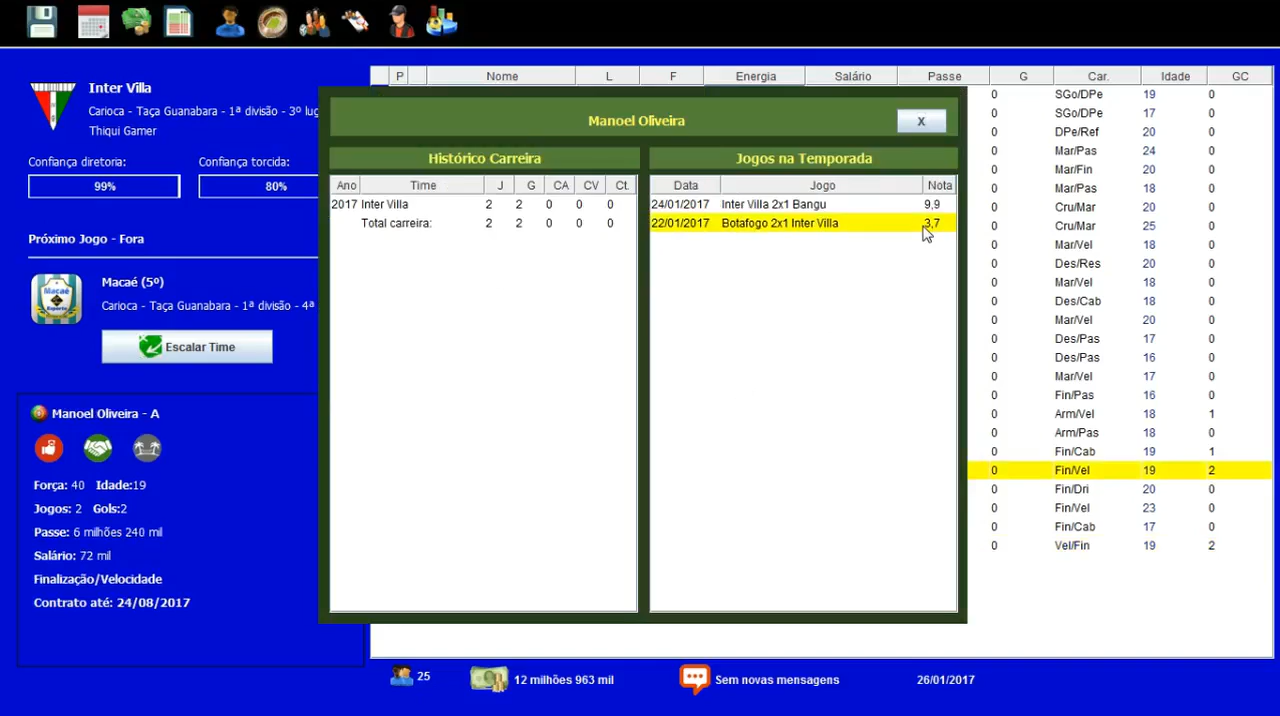 Inter Villa
Carioca - Taça Guanabara - 1ª divisão - 3º lug
Thiqui Gamer
Confiança diretoria:
Confiança torcida:
99%
80%
Próximo Jogo - Fora
Macaé
Macaé (5º)
Carioca - Taça Guanabara - 1ª divisão - 4ª
Escalar Time
Manoel Oliveira - A
Força: 40 Idade:19
Jogos: 2 Gols:2
Passe: 6 milhões 240 mil
Salário: 72 mil
Finalização/Velocidade
Contrato até: 24/08/2017
P Nome L F Energia Salário Passe G Car. Idade GC
Manoel Oliveira
X
Histórico Carreira
Ano Time J G CA CV Ct.
2017 Inter Villa 2 2 0 0 0
Total carreira: 2 2 0 0 0
Jogos na Temporada
Data Jogo Nota
24/01/2017 Inter Villa 2x1 Bangu 9,9
22/01/2017 Botafogo 2x1 Inter Villa 3,7
0 SGo/DPe 19 0
0 SGo/DPe 17 0
0 DPe/Ref 20 0
0 Mar/Pas 24 0
0 Mar/Fin 20 0
0 Mar/Pas 18 0
0 Cru/Mar 20 0
0 Cru/Mar 25 0
0 Mar/Vel 18 0
0 Des/Res 20 0
0 Mar/Vel 18 0
0 Des/Cab 18 0
0 Mar/Vel 20 0
0 Des/Pas 17 0
0 Des/Pas 16 0
0 Mar/Vel 17 0
0 Fin/Pas 16 0
0 Arm/Vel 18 1
0 Arm/Pas 18 0
0 Fin/Cab 19 1
0 Fin/Vel 19 2
0 Fin/Dri 20 0
0 Fin/Vel 23 0
0 Fin/Cab 17 0
0 Vel/Fin 19 2
25
12 milhões 963 mil
Sem novas mensagens
26/01/2017